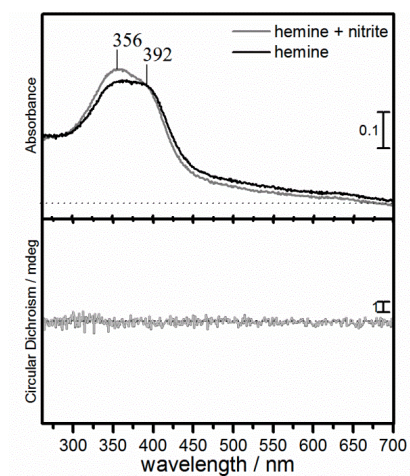 hemine + nitrite
hemine
356
392
0.1
Absorbance
1
Circular Dichroism / mdeg
300 350 400 450 500 550 600 650 700
wavelength / nm